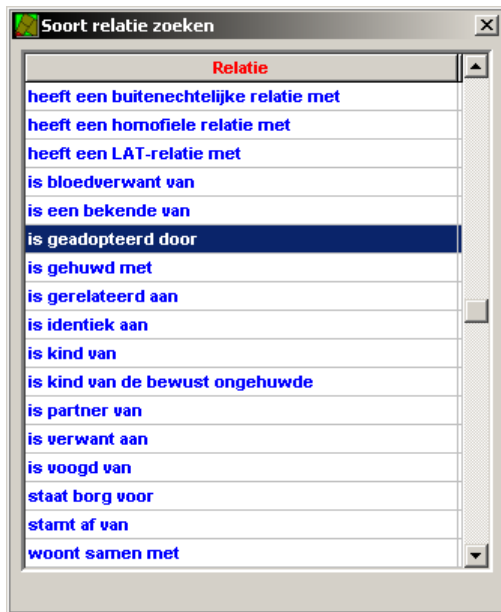 Soort relatie zoeken
Relatie
heeft een buitenechtelijke relatie met
heeft een homofiele relatie met
heeft een LAT-relatie met
is bloedverwant van
is een bekende van
is geadopteerd door
is gehuwd met
is gerelateerd aan
is identiek aan
is kind van
is kind van de bewust ongehuwde
is partner van
is verwant aan
is voogd van
staat borg voor
stamt af van
woont samen met